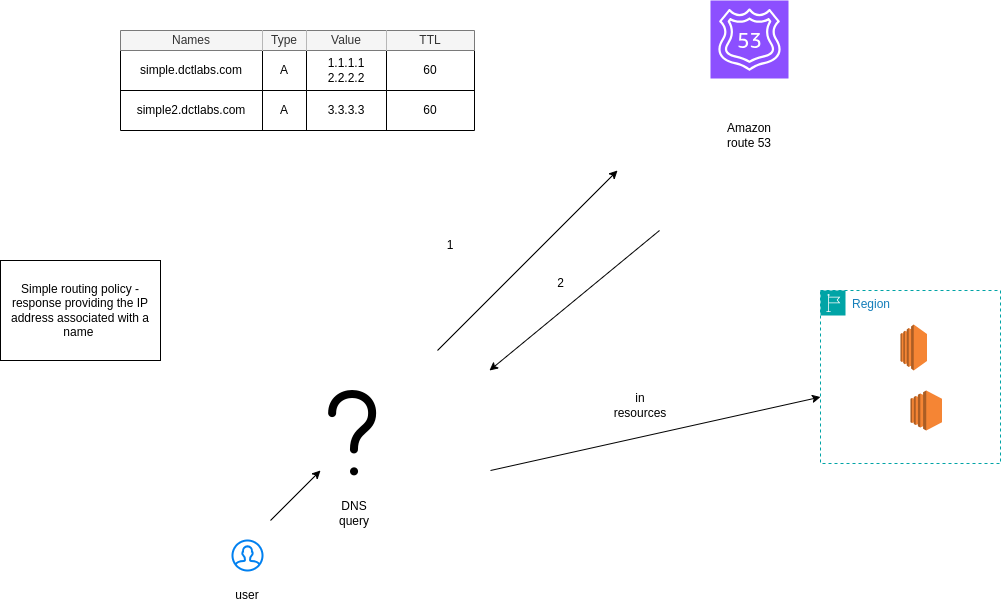 Names Type Value TTL
simple.dctlabs.com A 1.1.1.1 60
2.2.2.2
simple2.dctlabs.com A 3.3.3.3 60
53
Amazon
route 53
1
2
Simple routing policy -
response providing the IP
address associated with a
name
Region
in
resources
DNS
query
user